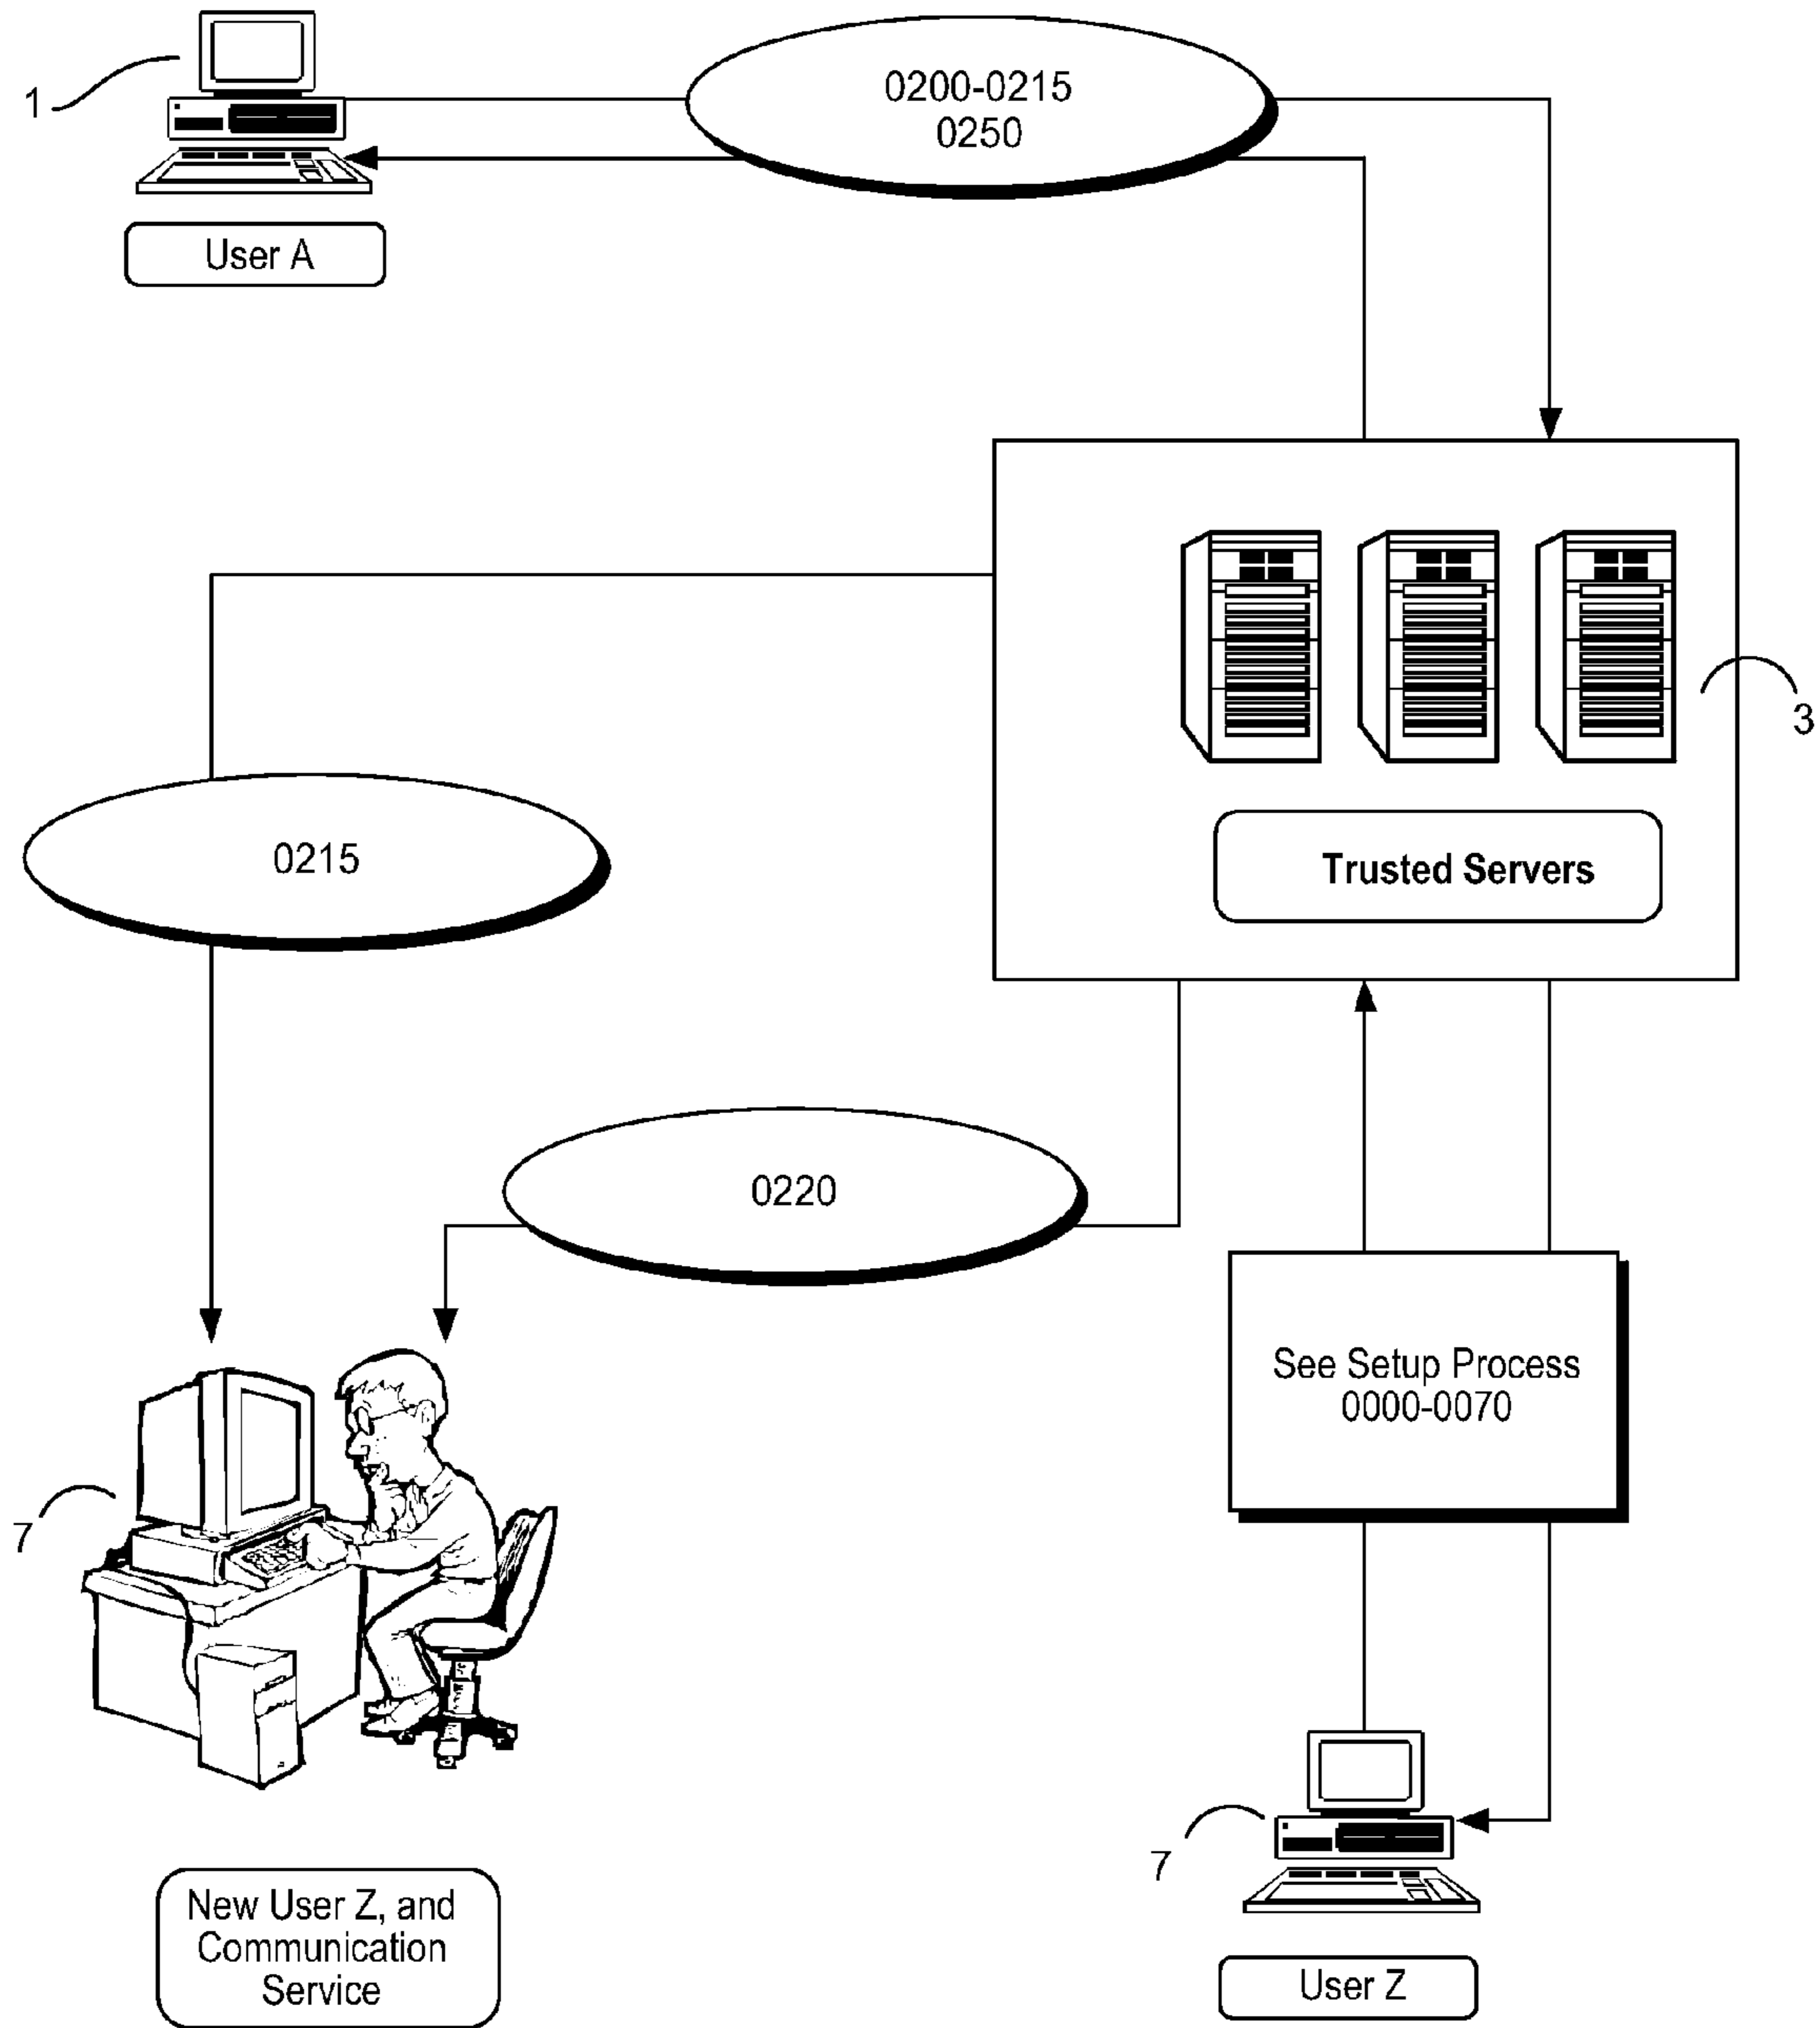 1
0200-0215
0250
User A
3
0215
Trusted Servers
0220
See Setup Process
0000-0070
7
7
New User Z, and
Communication
Service
User Z